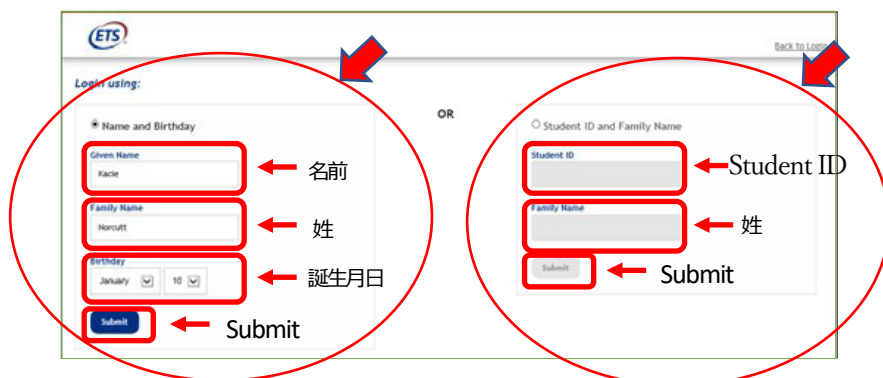 ETS
Back to Login
Login using:
OR
Name and Birthday
Given Name
Kacie
名前
Family Name
Norcutt
姓
Birthday
January 10
誕生月日
Submit
Submit
Student ID and Family Name
Student ID
Student ID
Family Name
姓
Submit
Submit